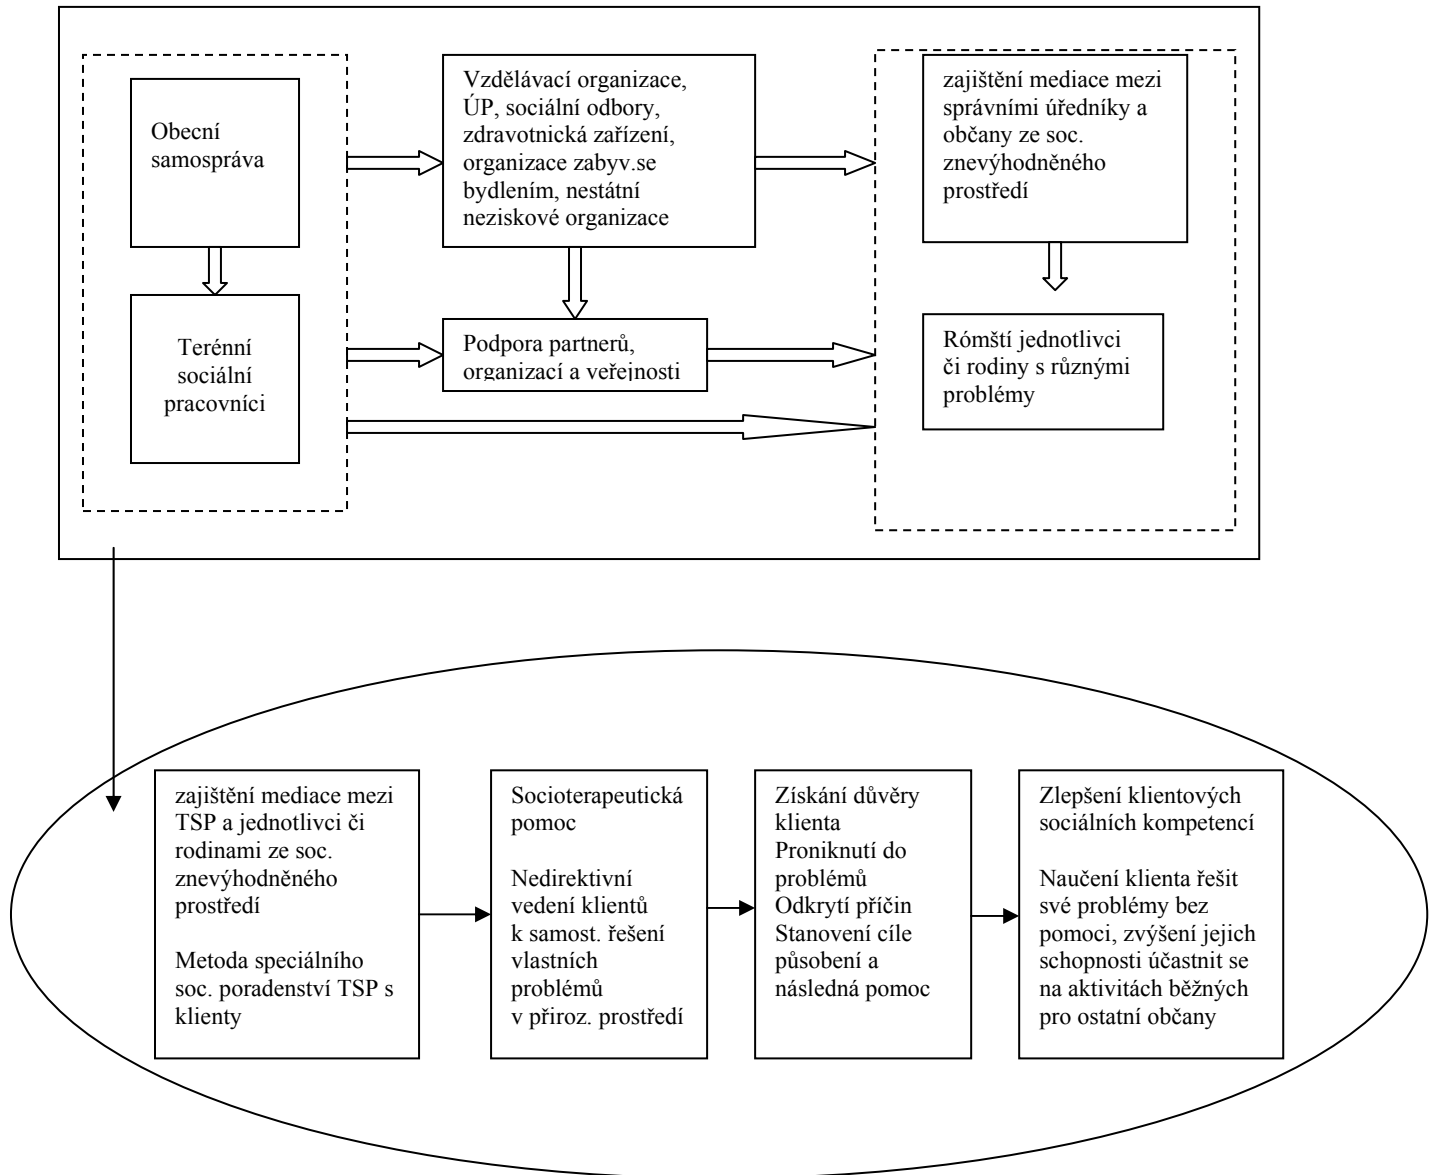 Obecní
samospráva
Vzdělávací organizace,
ÚP, sociální odbory,
zdravotnická zařízení,
organizace zabyv.se
bydlením, nestátní
neziskové organizace
zajištění mediace mezi
správními úředníky a
občany ze soc.
znevýhodněného
prostředí
Terénní
sociální
pracovníci
Podpora partnerů,
organizací a veřejnosti
Rómští jednotlivci
či rodiny s různými
problémy
zajištění mediace mezi
TSP a jednotlivci či
rodinami ze soc.
znevýhodněného
prostředí
Metoda speciálního
soc. poradenství TSP s
klienty
Socioterapeutická
pomoc
Nedirektivní
vedení klientů
k samost. řešení
vlastních
problémů
v přiroz. prostředí
Získání důvěry
klienta
Proniknutí do
problémů
Odkrytí příčin
Stanovení cíle
působení a
následná pomoc
Zlepšení klientových
sociálních kompetencí
Naučení klienta řešit
své problémy bez
pomoci, zvýšení jejich
schopnosti účastnit se
na aktivitách běžných
pro ostatní občany